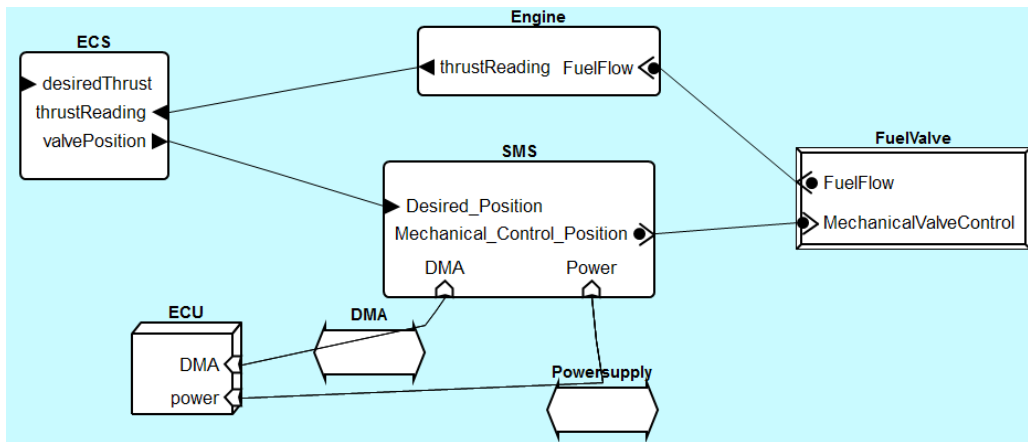 Engine
ECS
thrustReading
FuelFlow
desiredThrust
thrustReading
valvePosition
SMS
FuelValve
FuelFlow
Desired_Position
MechanicalValveControl
Mechanical_Control_Position
DMA
Power
ECU
DMA
DMA
Powersupply
power